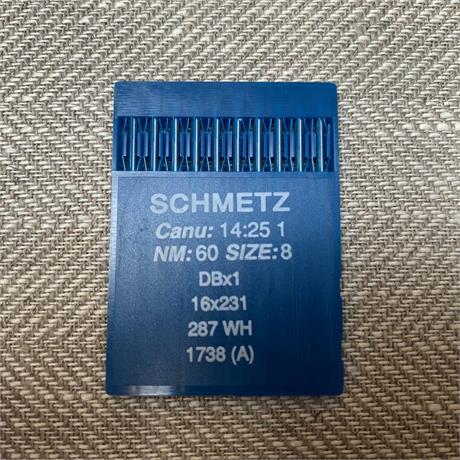 SCHMETZ
Canu: 14:25 1
NM: 60 SIZE: 8
DBx1
16x231
287 WH
1738 (A)